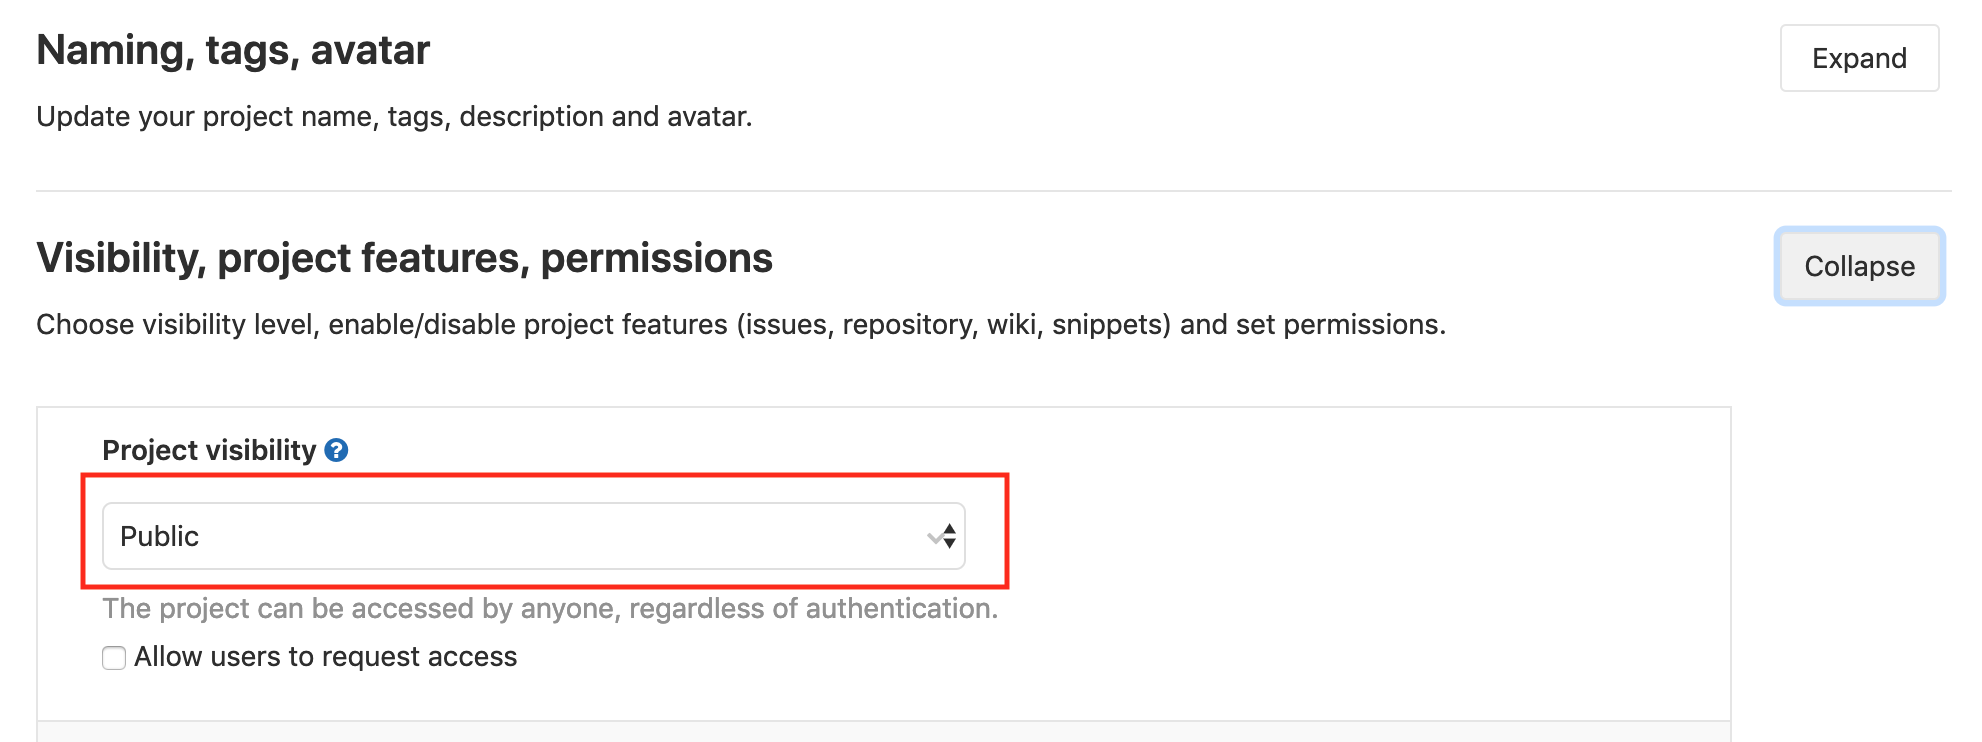 Naming, tags, avatar
Expand
Update your project name, tags, description and avatar.
Visibility, project features, permissions
Collapse
Choose visibility level, enable/disable project features (issues, repository, wiki, snippets) and set permissions.
Project visibility ?
Public
The project can be accessed by anyone, regardless of authentication.
Allow users to request access